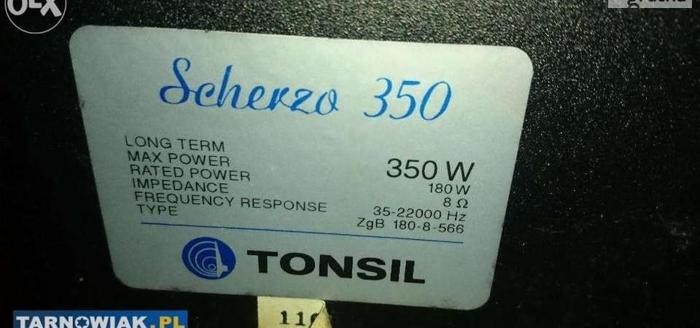 OLX
Scherzo 350
LONG TERM
MAX POWER 350 W
RATED POWER 180 W
IMPEDANCE 8 Ω
FREQUENCY RESPONSE 35-22000 Hz
TYPE ZgB 180-8-566
TONSIL
TARNOWIAK.PL